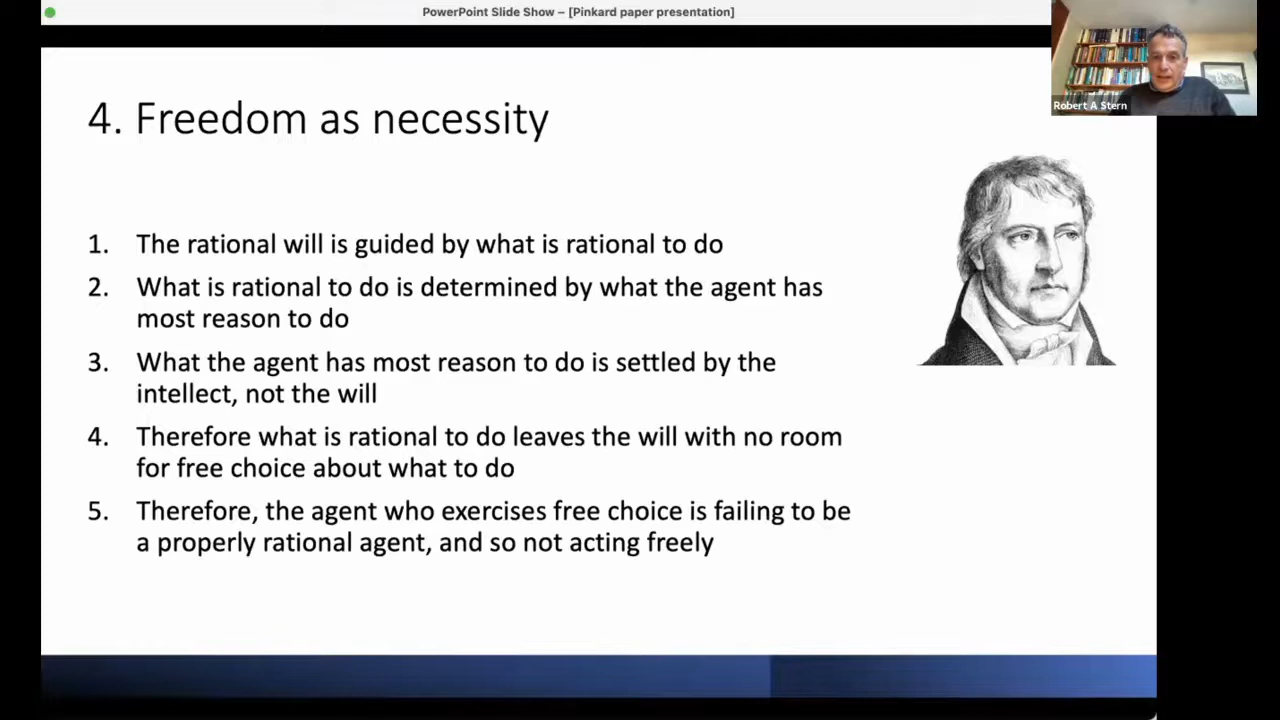 PowerPoint Slide Show – [Pinkard paper presentation]
Robert A Stern
4. Freedom as necessity
1. The rational will is guided by what is rational to do
2. What is rational to do is determined by what the agent has
most reason to do
3. What the agent has most reason to do is settled by the
intellect, not the will
4. Therefore what is rational to do leaves the will with no room
for free choice about what to do
5. Therefore, the agent who exercises free choice is failing to be
a properly rational agent, and so not acting freely